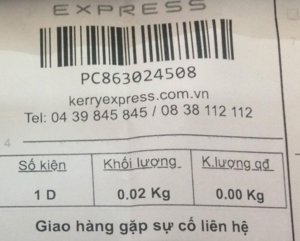 EXPRESS
PC863024508
kerryexpress.com.vn
Tel: 04 39 845 845 / 08 38 112 112
4
Số kiện Khối lượng K.lượng qđ
1 D 0.02 Kg 0.00 Kg
Giao hàng gặp sự cố liên hệ